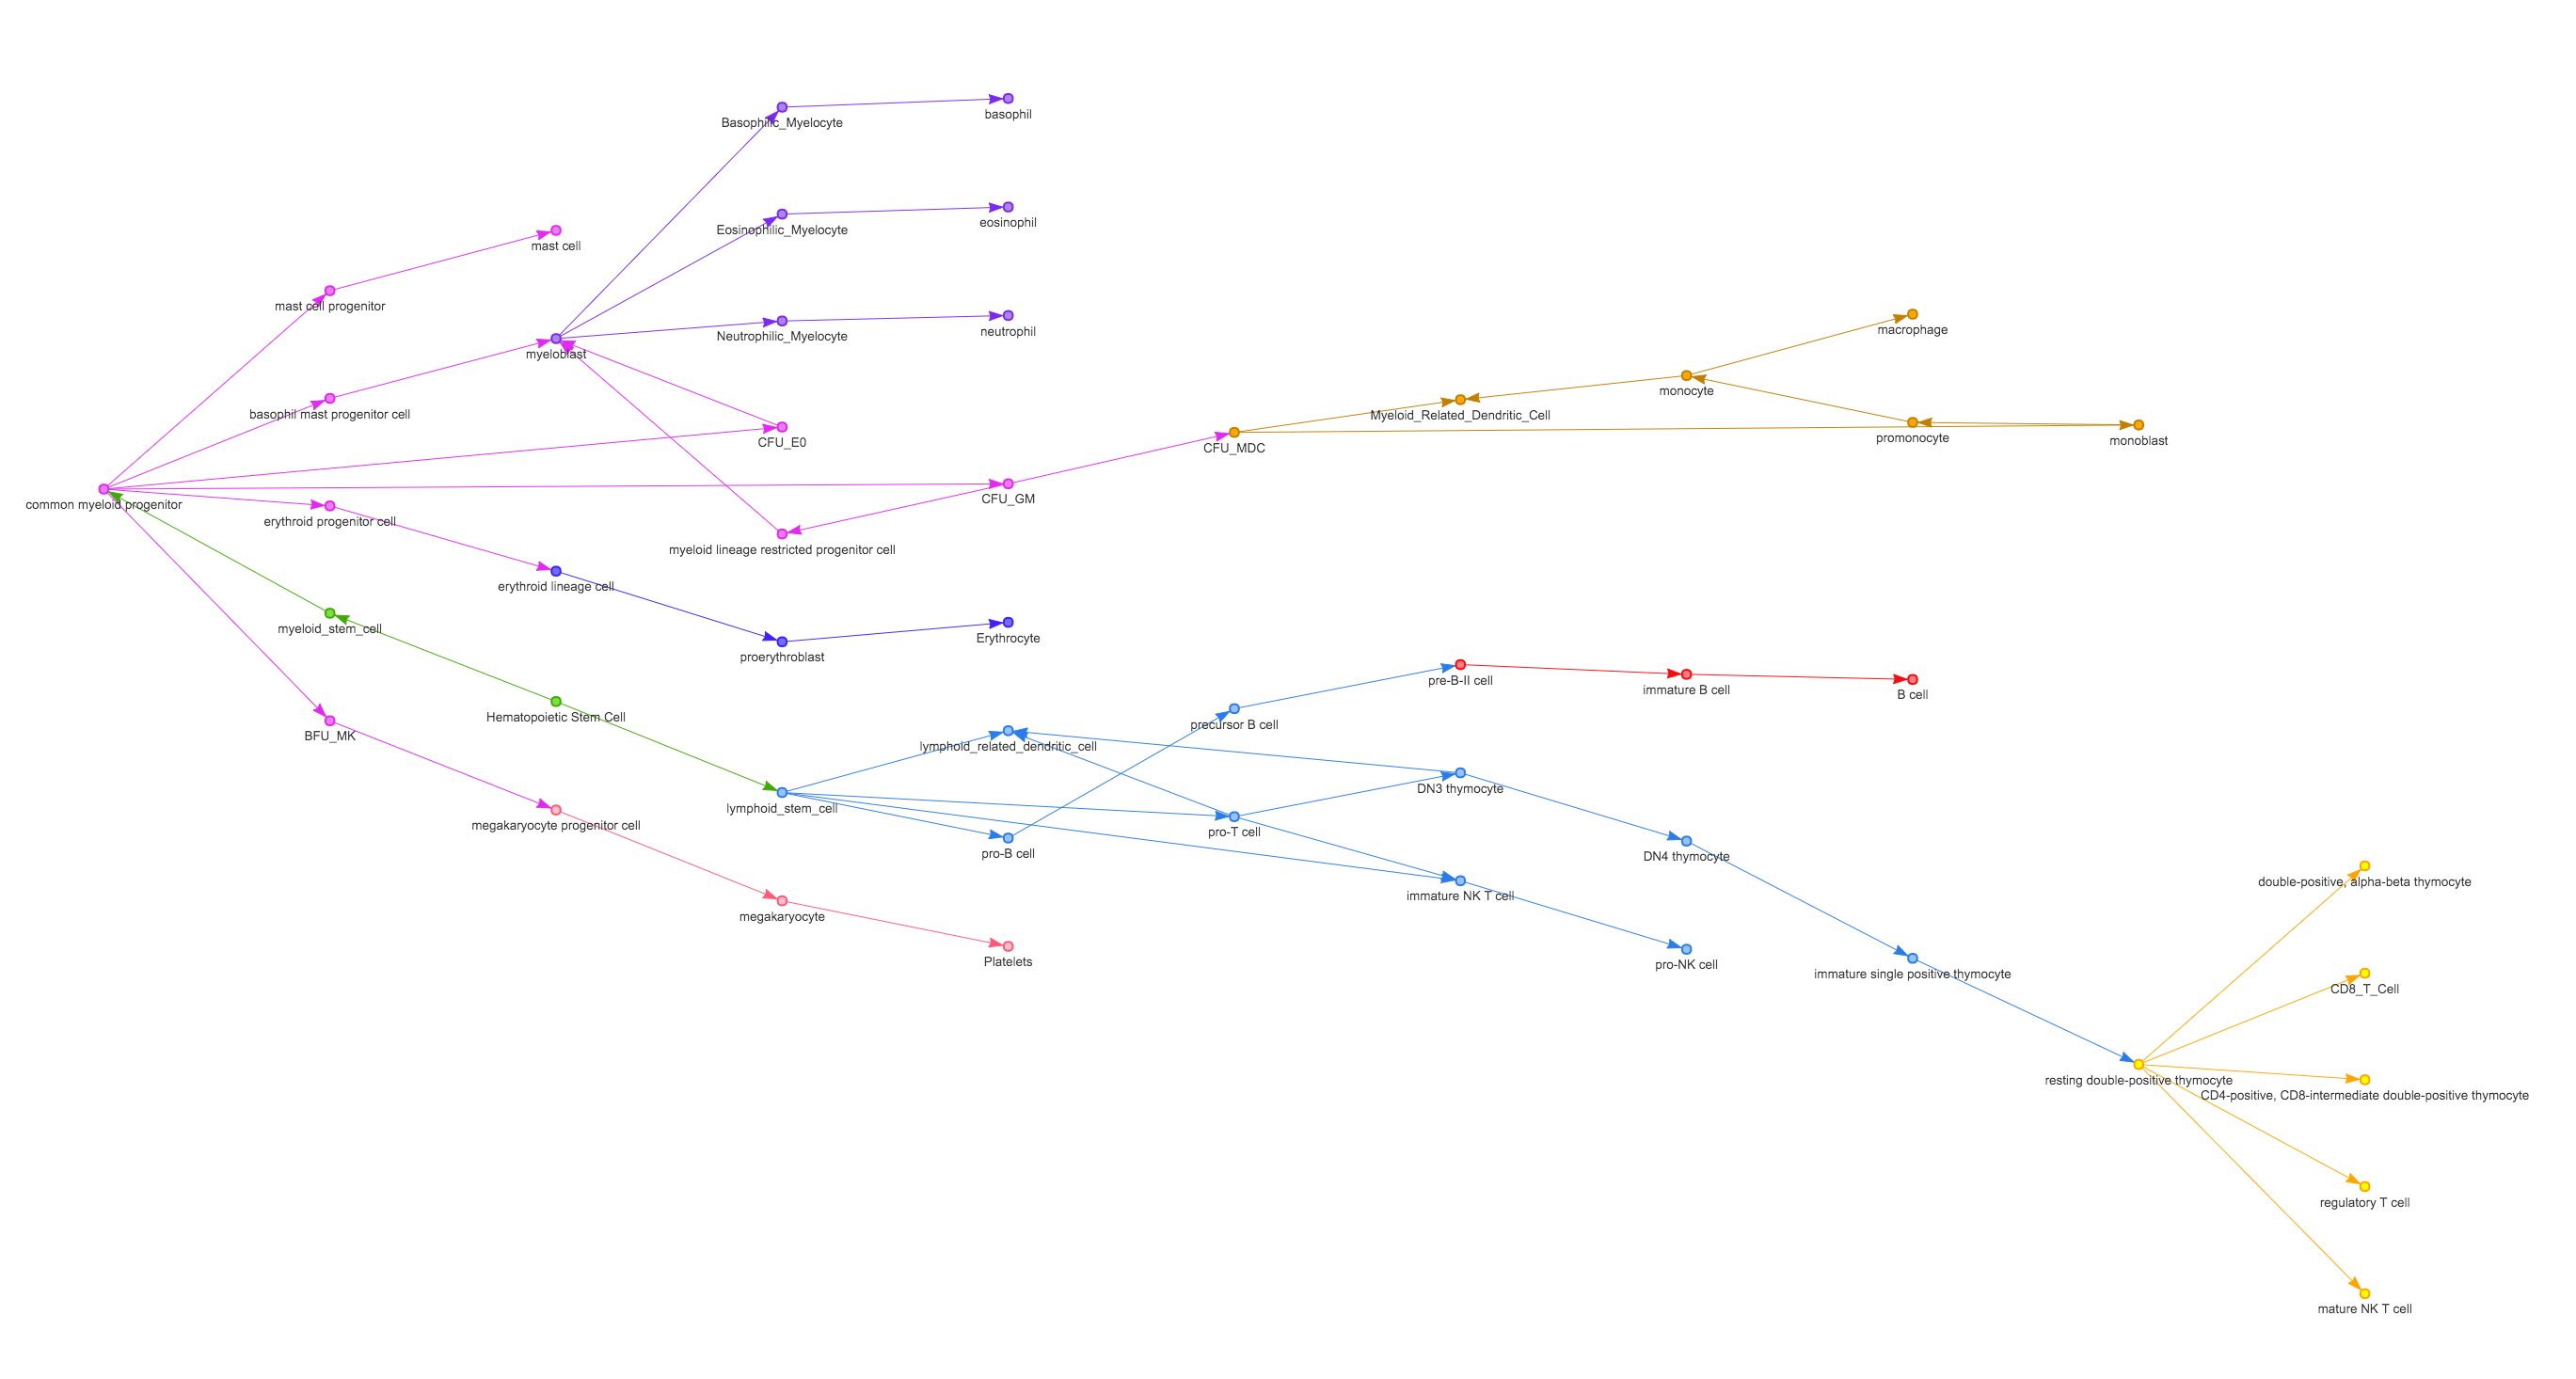 basophil
Basophilic_Myelocyte
eosinophil
Eosinophilic_Myelocyte
mast cell
mast cell progenitor
neutrophil
Neutrophilic_Myelocyte
myeloblast
macrophage
monocyte
basophil mast progenitor cell
Myeloid_Related_Dendritic_Cell
CFU_E0
CFU_MDC
promonocyte
monoblast
common myeloid progenitor
CFU_GM
erythroid progenitor cell
myeloid lineage restricted progenitor cell
erythroid lineage cell
myeloid_stem_cell
proerythroblast
Erythrocyte
pre-B-II cell
immature B cell
B cell
Hematopoietic Stem Cell
precursor B cell
BFU_MK
lymphoid_related_dendritic_cell
DN3 thymocyte
lymphoid_stem_cell
megakaryocyte progenitor cell
pro-T cell
pro-B cell
DN4 thymocyte
immature NK T cell
double-positive, alpha-beta thymocyte
megakaryocyte
Platelets
pro-NK cell
immature single positive thymocyte
CD8_T_Cell
resting double-positive thymocyte
CD4-positive, CD8-intermediate double-positive thymocyte
regulatory T cell
mature NK T cell